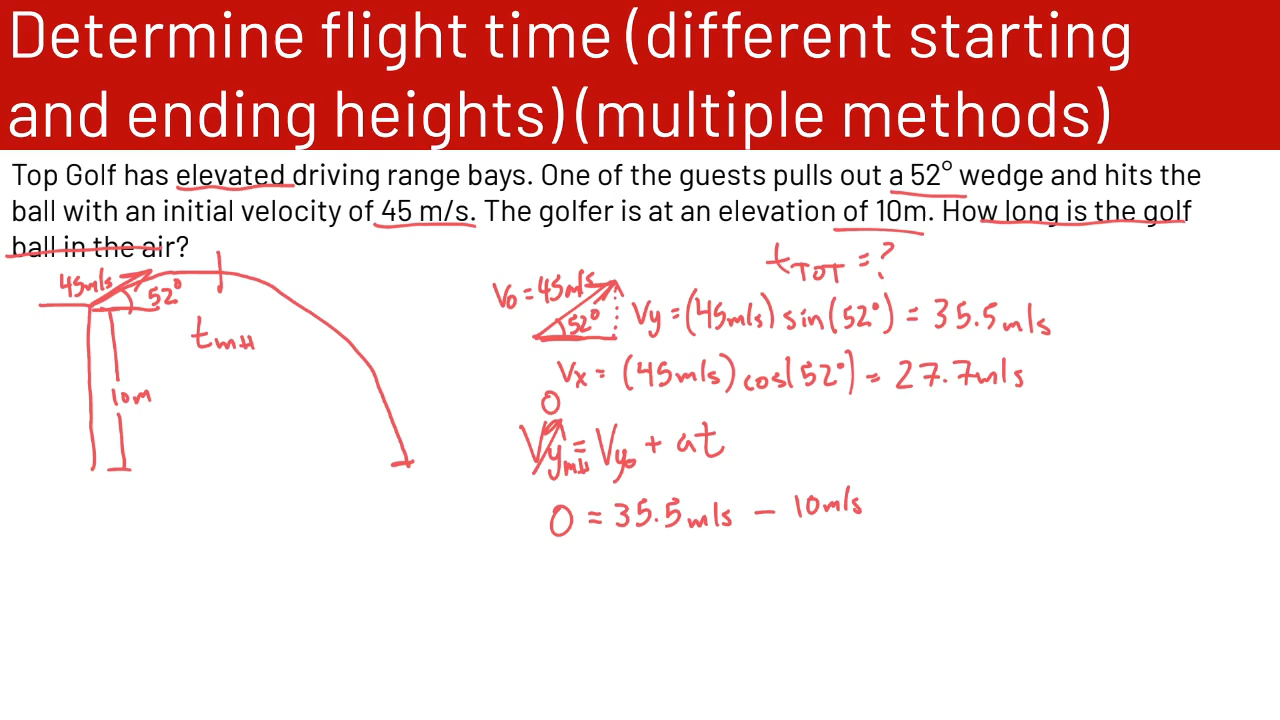 Determine flight time (different starting
and ending heights) (multiple methods)
Top Golf has elevated driving range bays. One of the guests pulls out a 52° wedge and hits the
ball with an initial velocity of 45 m/s. The golfer is at an elevation of 10m. How long is the golf
ball in the air?
t_TOT = ?
45m/s
52°
t_MH
10m
V₀ = 45m/s
52°
Vy = (45m/s) sin(52°) = 35.5m/s
Vx = (45m/s) cos(52°) = 27.7m/s
0
Vy_MH = Vy₀ + at
0 = 35.5m/s - 10m/s